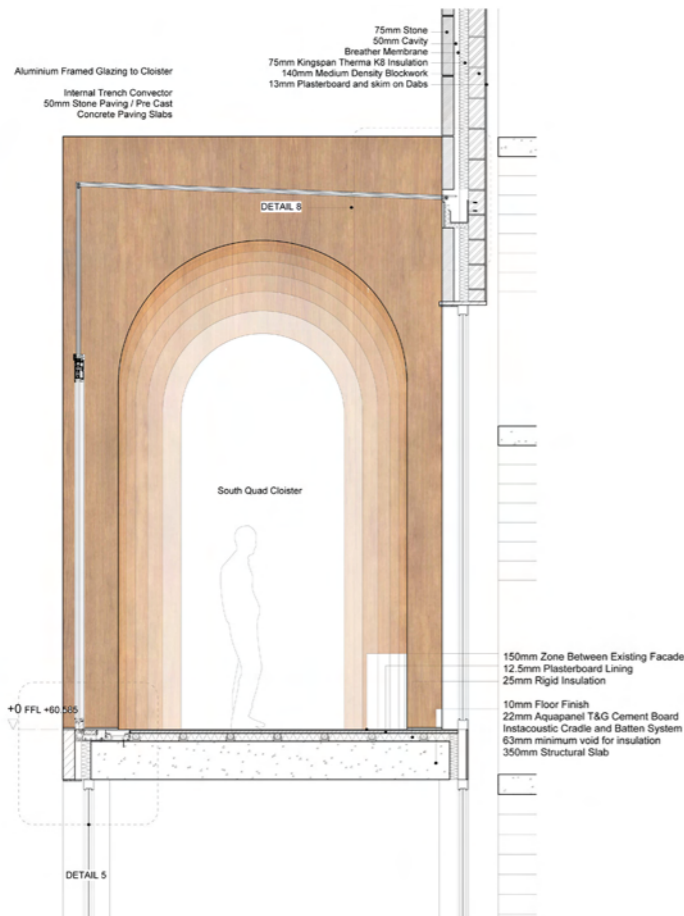 75mm Stone
50mm Cavity
Breather Membrane
75mm Kingspan Therma K8 Insulation
140mm Medium Density Blockwork
13mm Plasterboard and skim on Dabs
Aluminium Framed Glazing to Cloister
Internal Trench Convector
50mm Stone Paving / Pre Cast
Concrete Paving Slabs
DETAIL 8
South Quad Cloister
150mm Zone Between Existing Facade
12.5mm Plasterboard Lining
25mm Rigid Insulation
10mm Floor Finish
22mm Aquapanel T&G Cement Board
Instacoustic Cradle and Batten System
63mm minimum void for insulation
350mm Structural Slab
+0 FFL +60.565
DETAIL 5